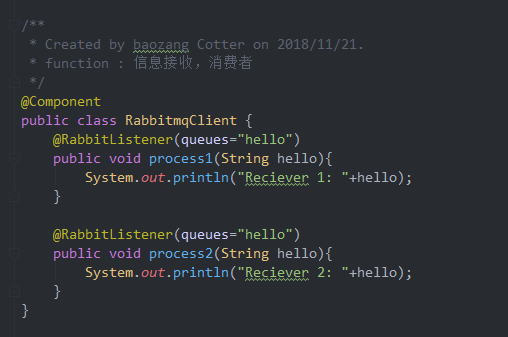 /**
 * Created by baozang Cotter on 2018/11/21.
 * function : 信息接收，消费者
 */
@Component
public class RabbitmqClient {
    @RabbitListener(queues="hello")
    public void process1(String hello){
        System.out.println("Reciever 1: "+hello);
    }

    @RabbitListener(queues="hello")
    public void process2(String hello){
        System.out.println("Reciever 2: "+hello);
    }
}